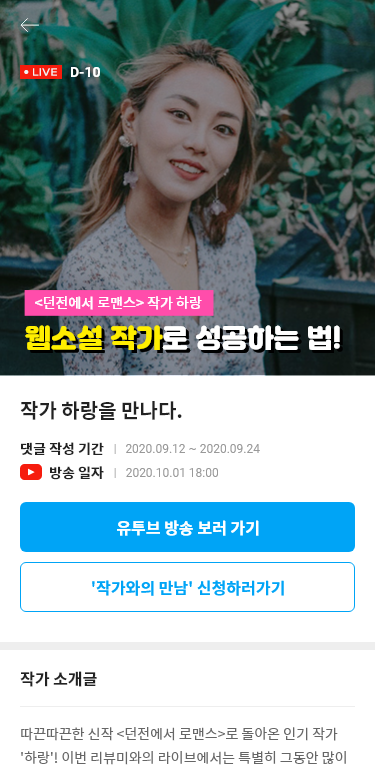 LIVE D-10
<던전에서 로맨스> 작가 하랑
웹소설 작가로 성공하는 법!
작가 하랑을 만나다.
댓글 작성 기간 | 2020.09.12 ~ 2020.09.24
방송 일자 | 2020.10.01 18:00
유투브 방송 보러 가기
'작가와의 만남' 신청하러가기
작가 소개글
따끈따끈한 신작 <던전에서 로맨스>로 돌아온 인기 작가
'하랑'! 이번 리뷰미와의 라이브에서는 특별히 그동안 많이